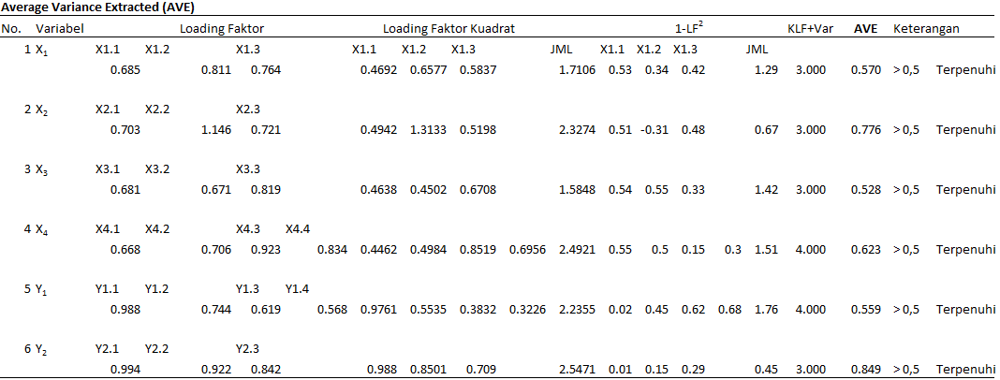 Average Variance Extracted (AVE)
No. Variabel Loading Faktor Loading Faktor Kuadrat 1-LF² KLF+Var AVE Keterangan
1 X₁ X1.1 X1.2 X1.3 X1.1 X1.2 X1.3 JML X1.1 X1.2 X1.3 JML
0.685 0.811 0.764 0.4692 0.6577 0.5837 1.7106 0.53 0.34 0.42 1.29 3.000 0.570 > 0,5 Terpenuhi
2 X₂ X2.1 X2.2 X2.3
0.703 1.146 0.721 0.4942 1.3133 0.5198 2.3274 0.51 -0.31 0.48 0.67 3.000 0.776 > 0,5 Terpenuhi
3 X₃ X3.1 X3.2 X3.3
0.681 0.671 0.819 0.4638 0.4502 0.6708 1.5848 0.54 0.55 0.33 1.42 3.000 0.528 > 0,5 Terpenuhi
4 X₄ X4.1 X4.2 X4.3 X4.4
0.668 0.706 0.923 0.834 0.4462 0.4984 0.8519 0.6956 2.4921 0.55 0.5 0.15 0.3 1.51 4.000 0.623 > 0,5 Terpenuhi
5 Y₁ Y1.1 Y1.2 Y1.3 Y1.4
0.988 0.744 0.619 0.568 0.9761 0.5535 0.3832 0.3226 2.2355 0.02 0.45 0.62 0.68 1.76 4.000 0.559 > 0,5 Terpenuhi
6 Y₂ Y2.1 Y2.2 Y2.3
0.994 0.922 0.842 0.988 0.8501 0.709 2.5471 0.01 0.15 0.29 0.45 3.000 0.849 > 0,5 Terpenuhi